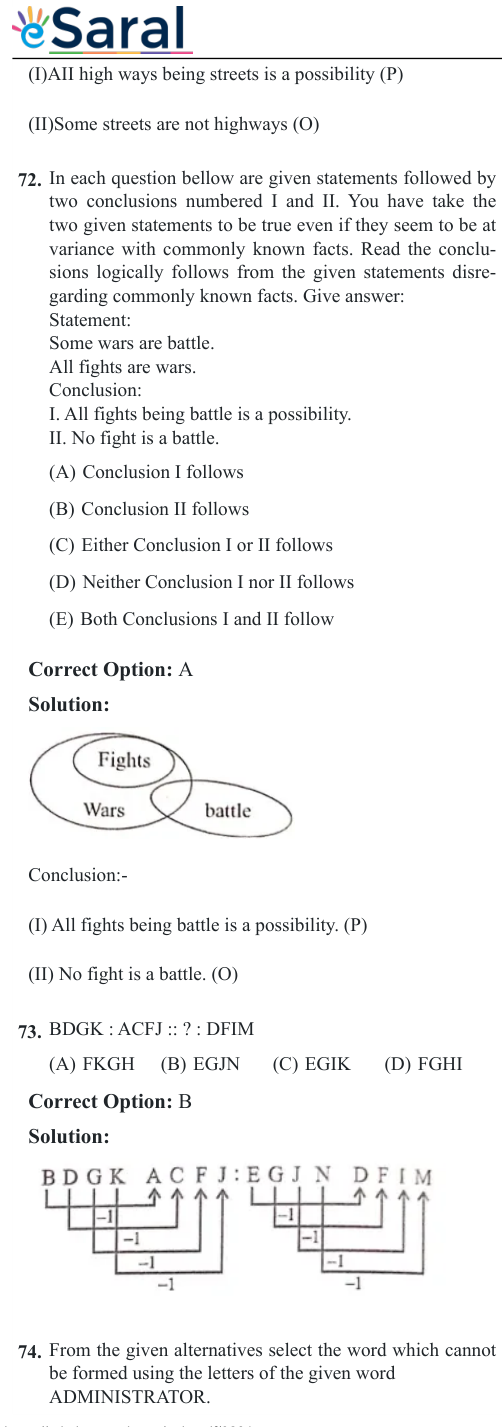 eSaral
(I)AII high ways being streets is a possibility (P)
(II)Some streets are not highways (O)
72. In each question bellow are given statements followed by
two conclusions numbered I and II. You have take the
two given statements to be true even if they seem to be at
variance with commonly known facts. Read the conclu-
sions logically follows from the given statements disre-
garding commonly known facts. Give answer:
Statement:
Some wars are battle.
All fights are wars.
Conclusion:
I. All fights being battle is a possibility.
II. No fight is a battle.
(A) Conclusion I follows
(B) Conclusion II follows
(C) Either Conclusion I or II follows
(D) Neither Conclusion I nor II follows
(E) Both Conclusions I and II follow
Correct Option: A
Solution:
Fights
Wars battle
Conclusion:-
(I) All fights being battle is a possibility. (P)
(II) No fight is a battle. (O)
73. BDGK : ACFJ :: ? : DFIM
(A) FKGH (B) EGJN (C) EGIK (D) FGHI
Correct Option: B
Solution:
B D G K A C F J : E G J N D F I M
–1 –1
–1 –1
–1 –1
–1 –1
74. From the given alternatives select the word which cannot
be formed using the letters of the given word
ADMINISTRATOR.